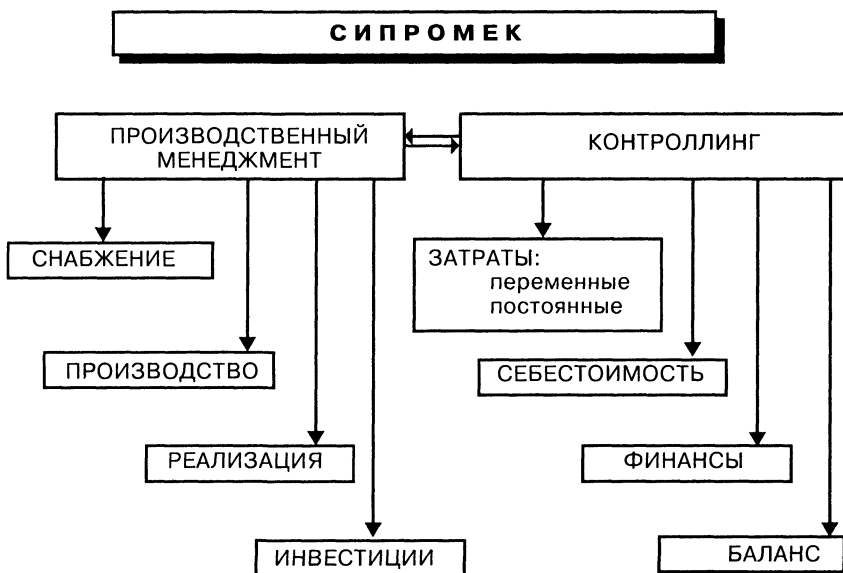 СИПРОМЕК
ПРОИЗВОДСТВЕННЫЙ
МЕНЕДЖМЕНТ
КОНТРОЛЛИНГ
СНАБЖЕНИЕ
ЗАТРАТЫ:
переменные
постоянные
ПРОИЗВОДСТВО
СЕБЕСТОИМОСТЬ
РЕАЛИЗАЦИЯ
ФИНАНСЫ
ИНВЕСТИЦИИ
БАЛАНС